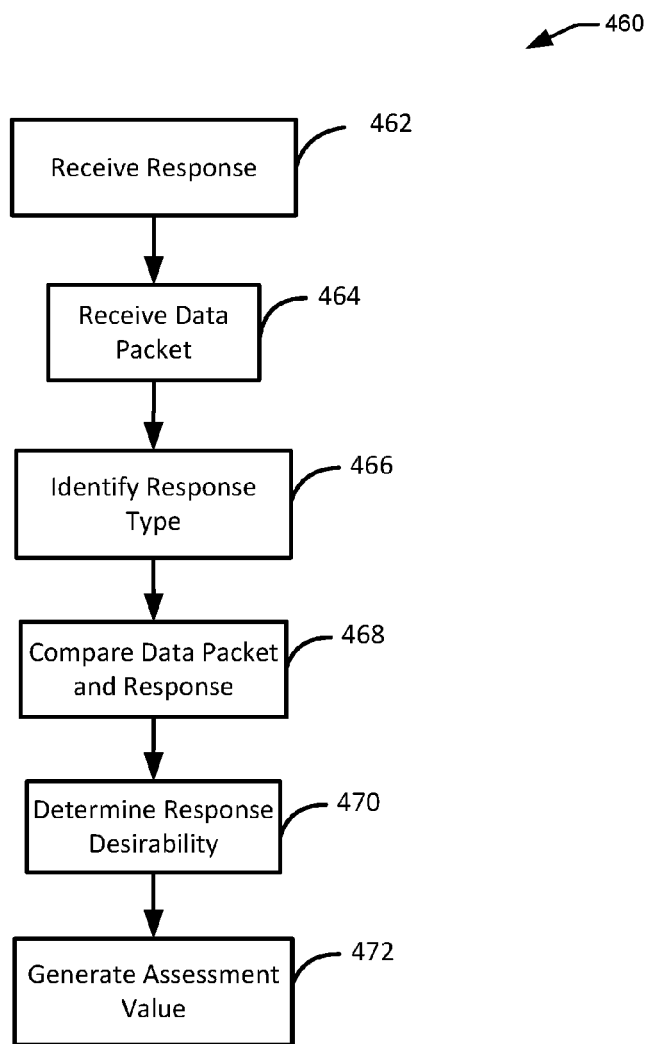 460
Receive Response
462
Receive Data
Packet
464
Identify Response
Type
466
Compare Data Packet
and Response
468
Determine Response
Desirability
470
Generate Assessment
Value
472